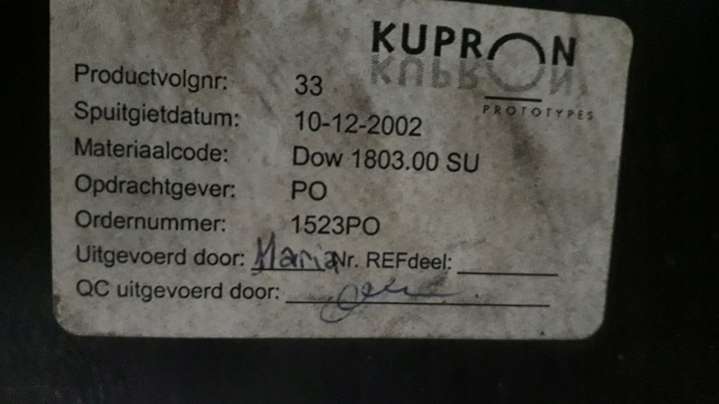 KUPRON
PROTOTYPES
Productvolgnr: 33
Spuitgietdatum: 10-12-2002
Materiaalcode: Dow 1803.00 SU
Opdrachtgever: PO
Ordernummer: 1523PO
Uitgevoerd door: Maria Nr. REFdeel:
QC uitgevoerd door: